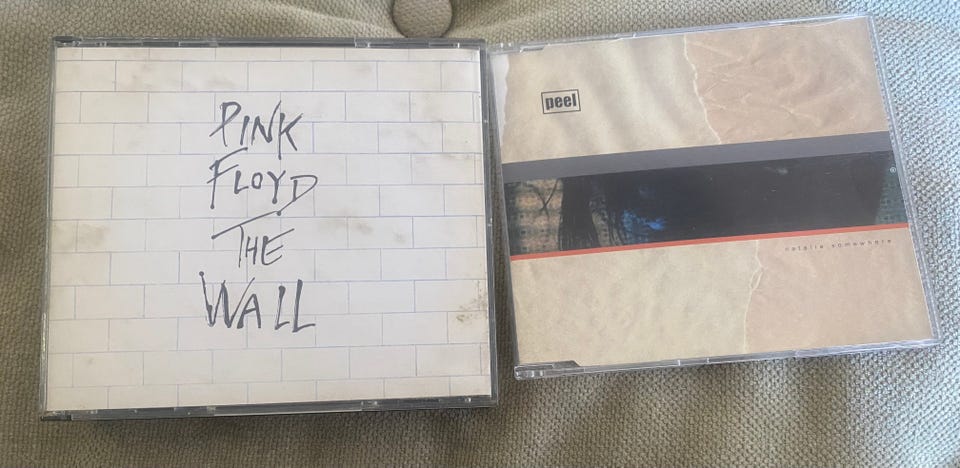 PINK
FLOYD
THE
WALL
peel
natalie somewhere